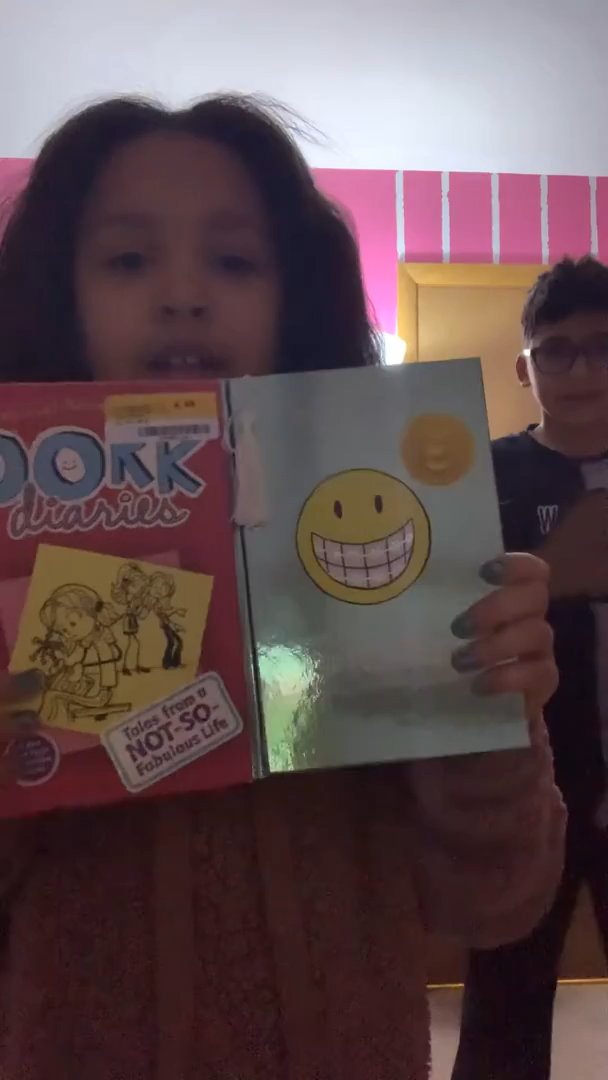 DORK
diaries
Tales from a
NOT-SO-
Fabulous Life
W